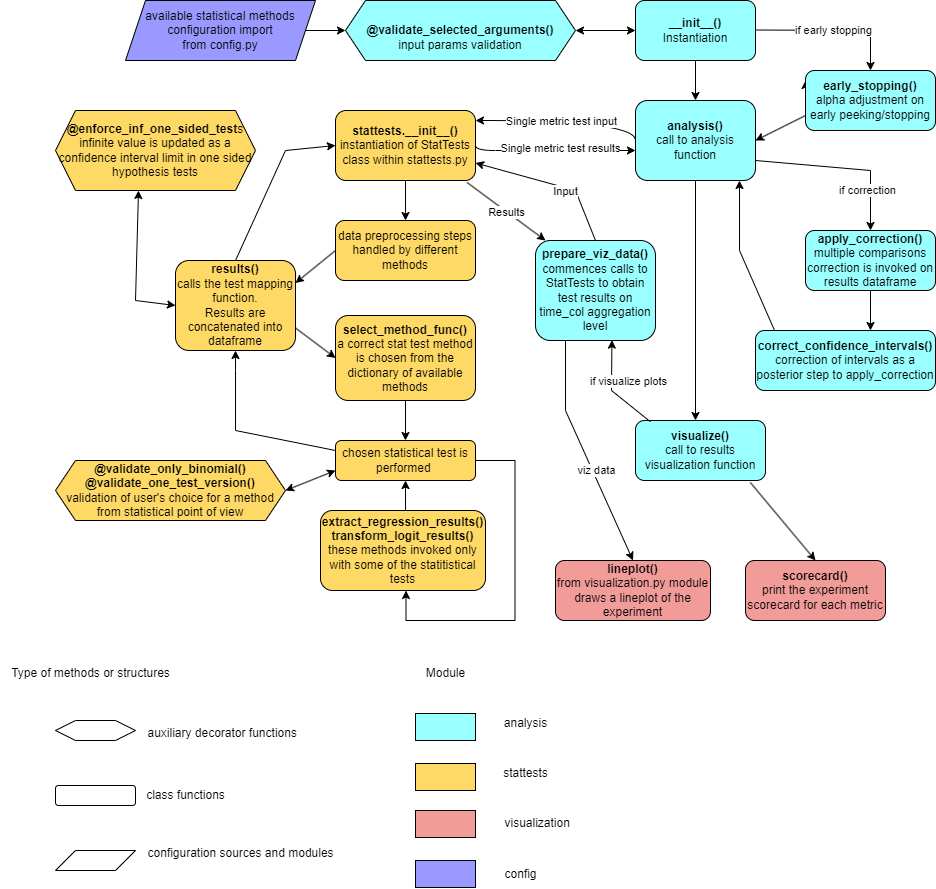 available statistical methods
configuration import
from config.py
@validate_selected_arguments()
input params validation
__init__()
Instantiation
if early stopping
early_stopping()
alpha adjustment on
early peeking/stopping
@enforce_inf_one_sided_tests
infinite value is updated as a
confidence interval limit in one sided
hypothesis tests
stattests.__init__()
instantiation of StatTests
class within stattests.py
Single metric test input
Single metric test results
analysis()
call to analysis
function
if correction
Input
Results
data preprocessing steps
handled by different
methods
apply_correction()
multiple comparisons
correction is invoked on
results dataframe
prepare_viz_data()
commences calls to
StatTests to obtain
test results on
time_col aggregation
level
results()
calls the test mapping
function.
Results are
concatenated into
dataframe
select_method_func()
a correct stat test method
is chosen from the
dictionary of available
methods
correct_confidence_intervals()
correction of intervals as a
posterior step to apply_correction
if visualize plots
visualize()
call to results
visualization function
chosen statistical test is
performed
viz data
@validate_only_binomial()
@validate_one_test_version()
validation of user's choice for a method
from statistical point of view
extract_regression_results()
transform_logit_results()
these methods invoked only
with some of the statitistical
tests
lineplot()
from visualization.py module
draws a lineplot of the
experiment
scorecard()
print the experiment
scorecard for each metric
Type of methods or structures
Module
auxiliary decorator functions
analysis
class functions
stattests
configuration sources and modules
visualization
config